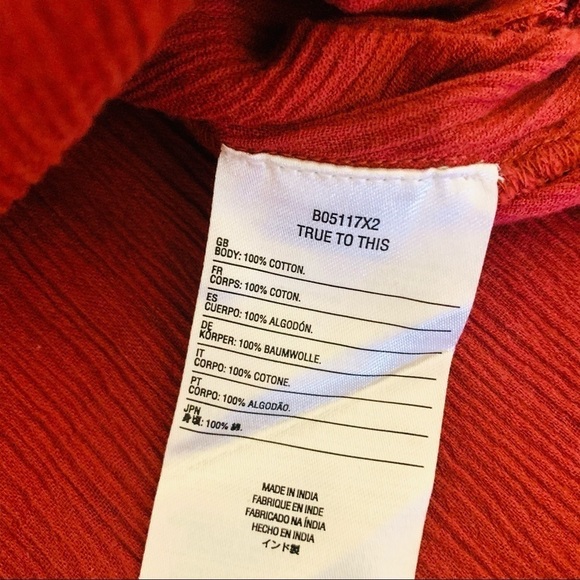 B05117X2
TRUE TO THIS
GB
BODY: 100% COTTON.
FR
CORPS: 100% COTON.
ES
CUERPO: 100% ALGODÓN.
DE
KÖRPER: 100% BAUMWOLLE.
IT
CORPO: 100% COTONE.
PT
CORPO: 100% ALGODÃO.
JPN
身頃: 100% 綿.
MADE IN INDIA
FABRIQUE EN INDE
FABRICADO NA ÍNDIA
HECHO EN INDIA
インド製